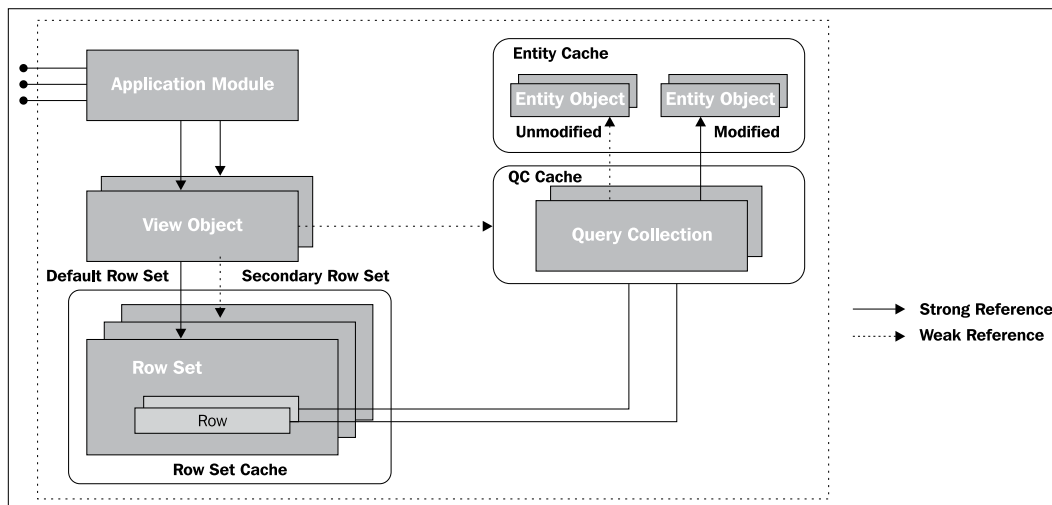 Application Module
Entity Cache
Entity Object
Entity Object
Unmodified
Modified
QC Cache
View Object
Query Collection
Default Row Set
Secondary Row Set
Strong Reference
Weak Reference
Row Set
Row
Row Set Cache